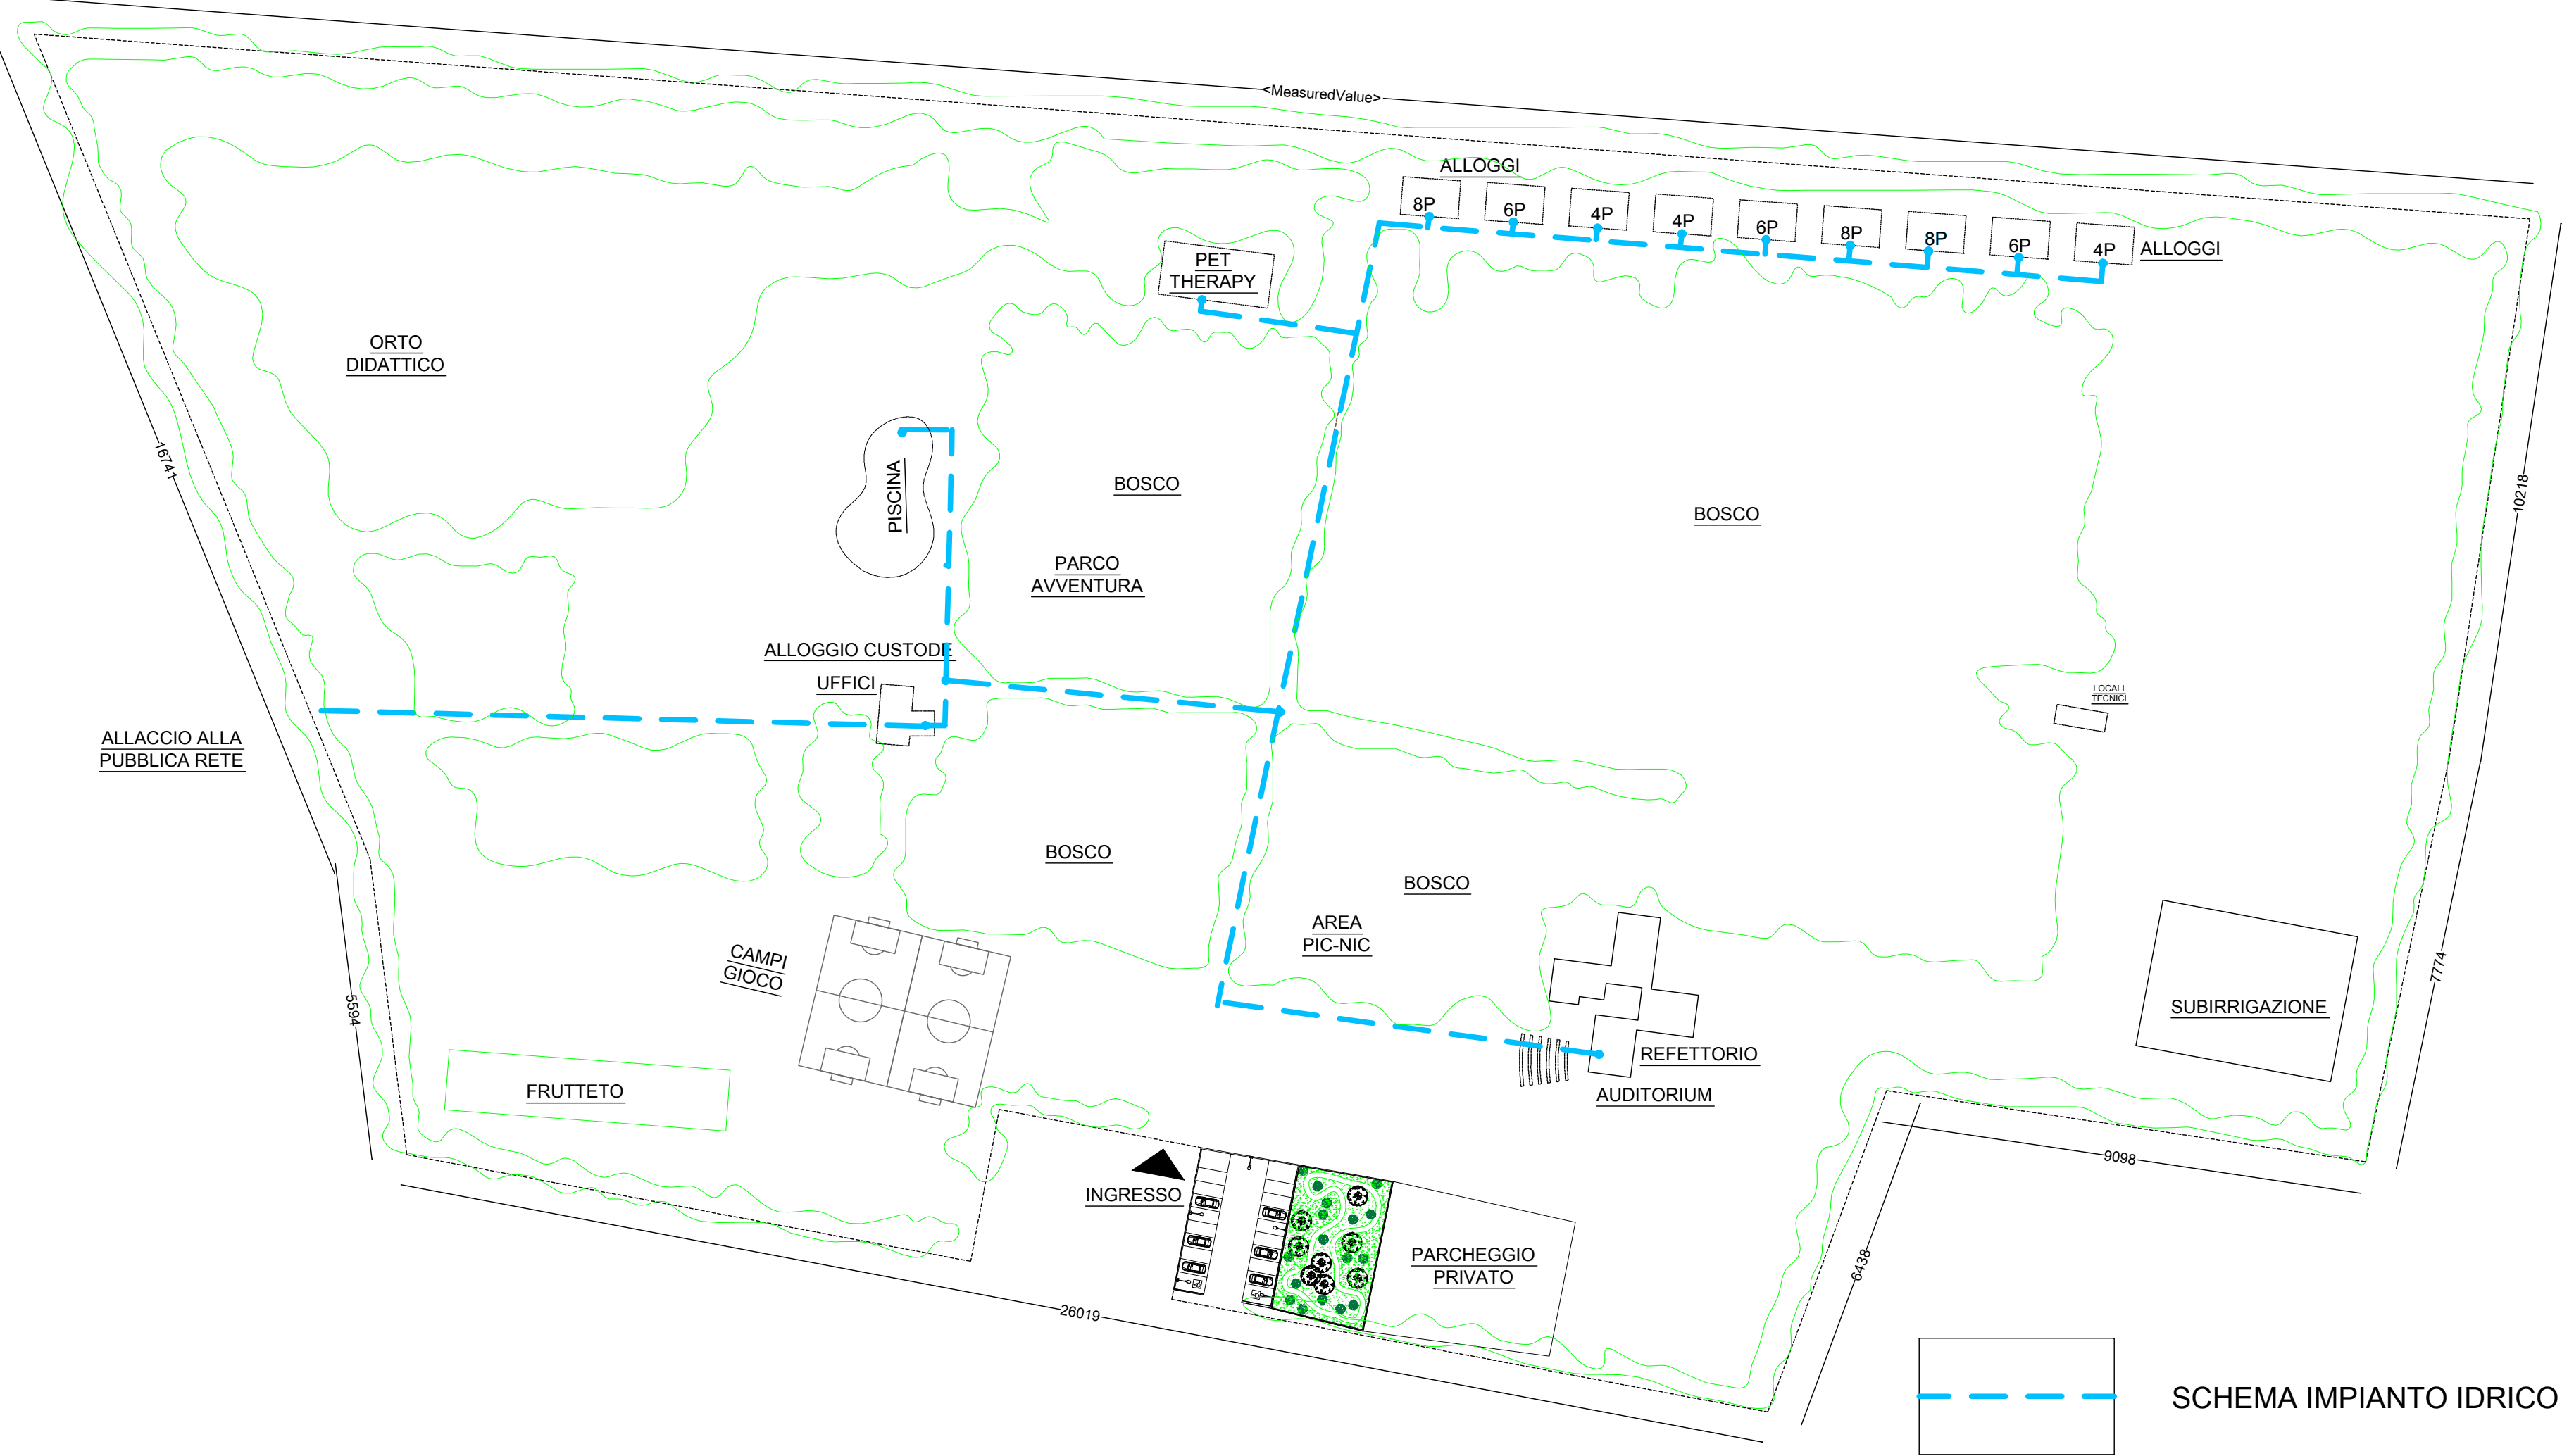 <MeasuredValue>
ALLOGGI
8P
6P
4P
4P
6P
8P
8P
6P
4P
ALLOGGI
PET
THERAPY
ORTO
DIDATTICO
16741
PISCINA
BOSCO
BOSCO
10218
PARCO
AVVENTURA
ALLOGGIO CUSTODE
UFFICI
LOCALI
TECNICI
ALLACCIO ALLA
PUBBLICA RETE
BOSCO
BOSCO
AREA
PIC-NIC
CAMPI
GIOCO
7774
5594
SUBIRRIGAZIONE
REFETTORIO
FRUTTETO
AUDITORIUM
9098
INGRESSO
PARCHEGGIO
PRIVATO
6438
26019
SCHEMA IMPIANTO IDRICO